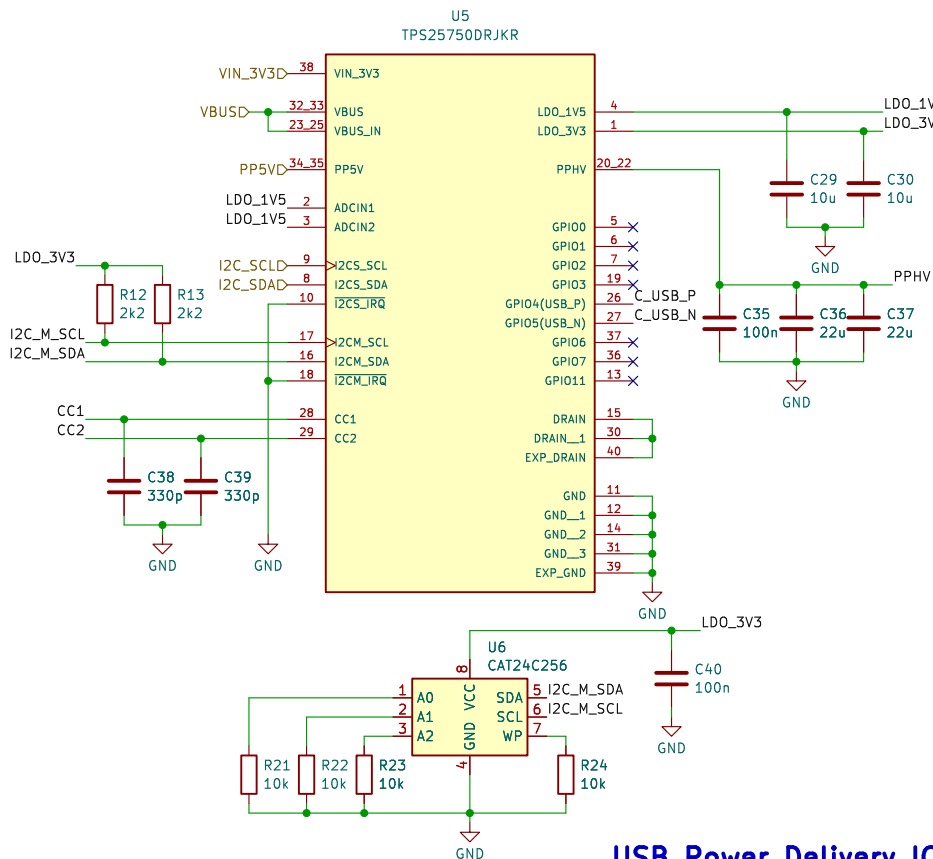 U5
TPS25750DRJKR
VIN_3V3 38 VIN_3V3
VBUS 32_33 VBUS LDO_1V5 4 LDO_1V
23_25 VBUS_IN LDO_3V3 1 LDO_3V
PP5V 34_35 PP5V PPHV 20_22
C29 10u
C30 10u
GND
LDO_1V5 2 ADCIN1
LDO_1V5 3 ADCIN2 GPIO0 5
GPIO1 6
LDO_3V3 I2C_SCL 9 I2CS_SCL GPIO2 7
I2C_SDA 8 I2CS_SDA GPIO3 19 PPHV
10 I2CS_IRQ GPIO4(USB_P) 26 C_USB_P
R12 2k2
R13 2k2
GPIO5(USB_N) 27 C_USB_N
C35 100n
C36 22u
C37 22u
I2C_M_SCL 17 I2CM_SCL GPIO6 37
I2C_M_SDA 16 I2CM_SDA GPIO7 36
18 I2CM_IRQ GPIO11 13
GND
CC1 28 CC1 DRAIN 15
CC2 29 CC2 DRAIN__1 30
EXP_DRAIN 40
C38 330p
C39 330p
GND 11
GND__1 12
GND__2 14
GND__3 31
EXP_GND 39
GND
GND
GND
LDO_3V3
U6
CAT24C256
C40 100n
GND
8 VCC
1 A0 SDA 5 I2C_M_SDA
2 A1 SCL 6 I2C_M_SCL
3 A2 WP 7
GND 4
R21 10k
R22 10k
R23 10k
R24 10k
GND
USB Power Delivery IC